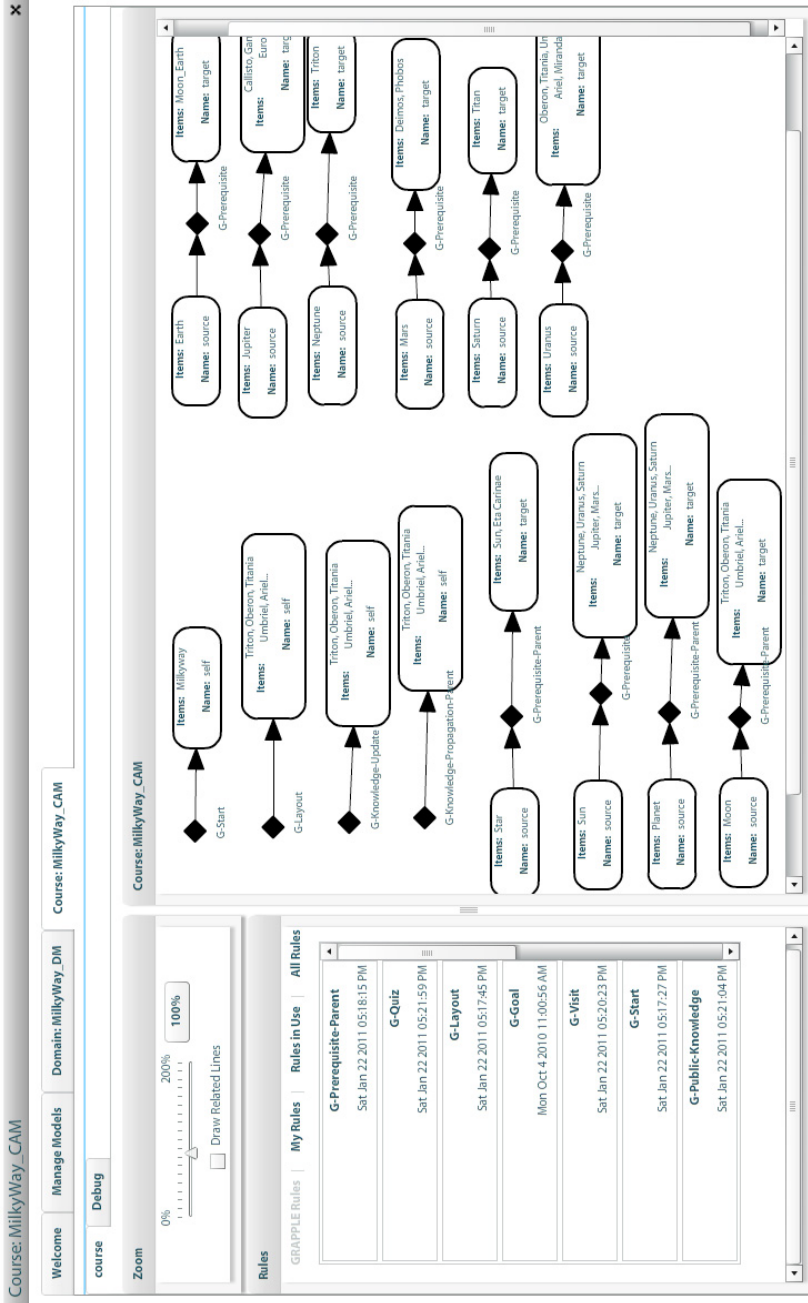 Course: MilkyWay_CAM
×
Welcome
Manage Models
Domain: MilkyWay_DM
Course: MilkyWay_CAM
course
Debug
Zoom
0%
200%
100%
Draw Related Lines
Rules
GRAPPLE Rules |
My Rules |
Rules in Use |
All Rules
G-Prerequisite-Parent
Sat Jan 22 2011 05:18:15 PM
G-Quiz
Sat Jan 22 2011 05:21:59 PM
G-Layout
Sat Jan 22 2011 05:17:45 PM
G-Goal
Mon Oct 4 2010 11:00:56 AM
G-Visit
Sat Jan 22 2011 05:20:23 PM
G-Start
Sat Jan 22 2011 05:17:27 PM
G-Public-Knowledge
Sat Jan 22 2011 05:21:04 PM
Course: MilkyWay_CAM
G-Start
Items: Milkyway
Name: self
G-Layout
Items: Triton, Oberon, Titania
Umbriel, Ariel...
Name: self
G-Knowledge-Update
Items: Triton, Oberon, Titania
Umbriel, Ariel...
Name: self
G-Knowledge-Propagation-Parent
Items: Triton, Oberon, Titania
Umbriel, Ariel...
Name: self
Items: Star
Name: source
G-Prerequisite-Parent
Items: Sun, Eta Carinae
Name: target
Items: Sun
Name: source
G-Prerequisite
Items: Neptune, Uranus, Saturn
Jupiter, Mars...
Name: target
Items: Planet
Name: source
G-Prerequisite-Parent
Items: Neptune, Uranus, Saturn
Jupiter, Mars...
Name: target
Items: Moon
Name: source
G-Prerequisite-Parent
Items: Triton, Oberon, Titania
Umbriel, Ariel...
Name: target
Items: Earth
Name: source
G-Prerequisite
Items: Moon_Earth
Name: target
Items: Jupiter
Name: source
G-Prerequisite
Items: Callisto, Gan
Euro
Name: targ
Items: Neptune
Name: source
G-Prerequisite
Items: Triton
Name: target
Items: Mars
Name: source
G-Prerequisite
Items: Deimos, Phobos
Name: target
Items: Saturn
Name: source
G-Prerequisite
Items: Titan
Name: target
Items: Uranus
Name: source
G-Prerequisite
Items: Oberon, Titania, Um
Ariel, Miranda
Name: target